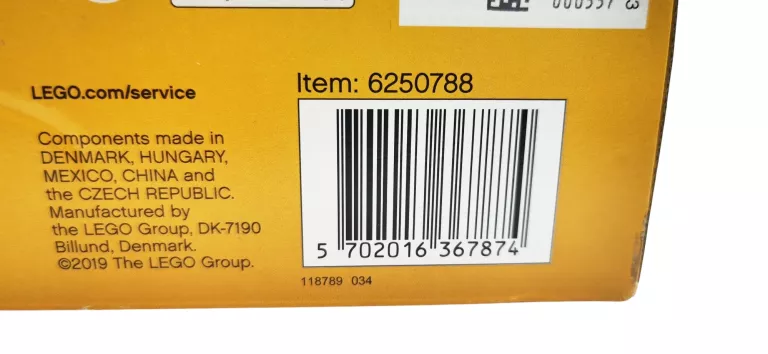 LEGO.com/service
Components made in
DENMARK, HUNGARY,
MEXICO, CHINA and
the CZECH REPUBLIC.
Manufactured by
the LEGO Group, DK-7190
Billund, Denmark.
©2019 The LEGO Group.
Item: 6250788
5 702016 367874
118789 034